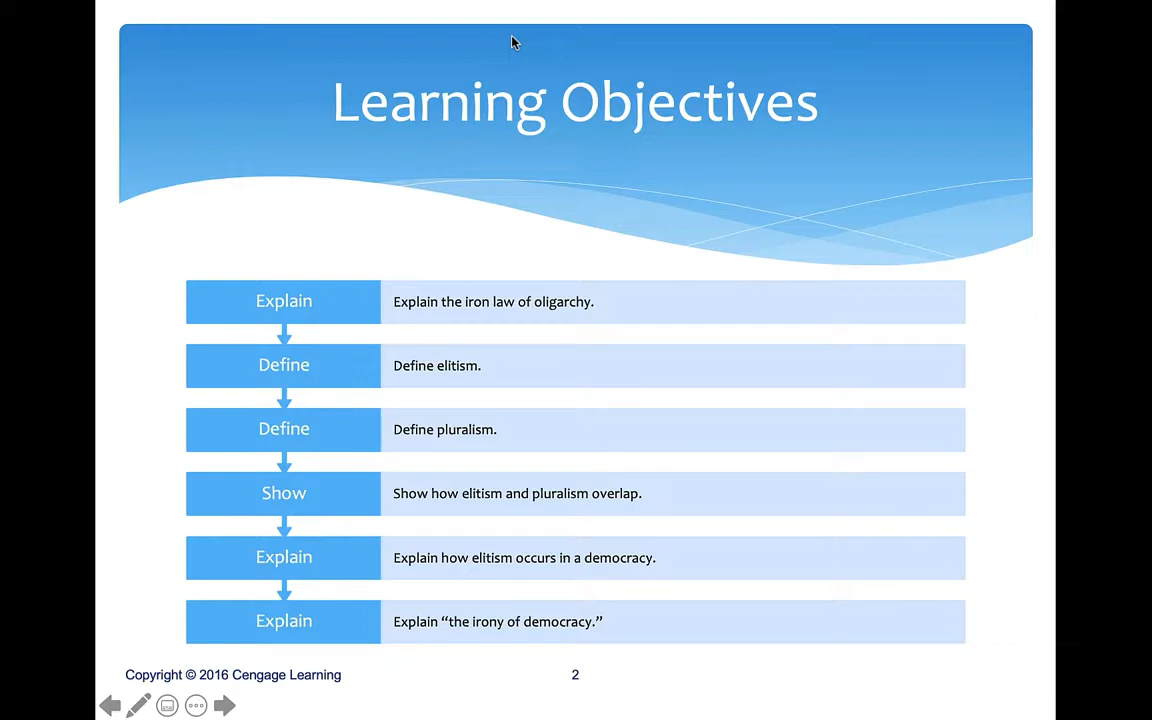 Learning Objectives
Explain
Explain the iron law of oligarchy.
Define
Define elitism.
Define
Define pluralism.
Show
Show how elitism and pluralism overlap.
Explain
Explain how elitism occurs in a democracy.
Explain
Explain “the irony of democracy.”
Copyright © 2016 Cengage Learning
2